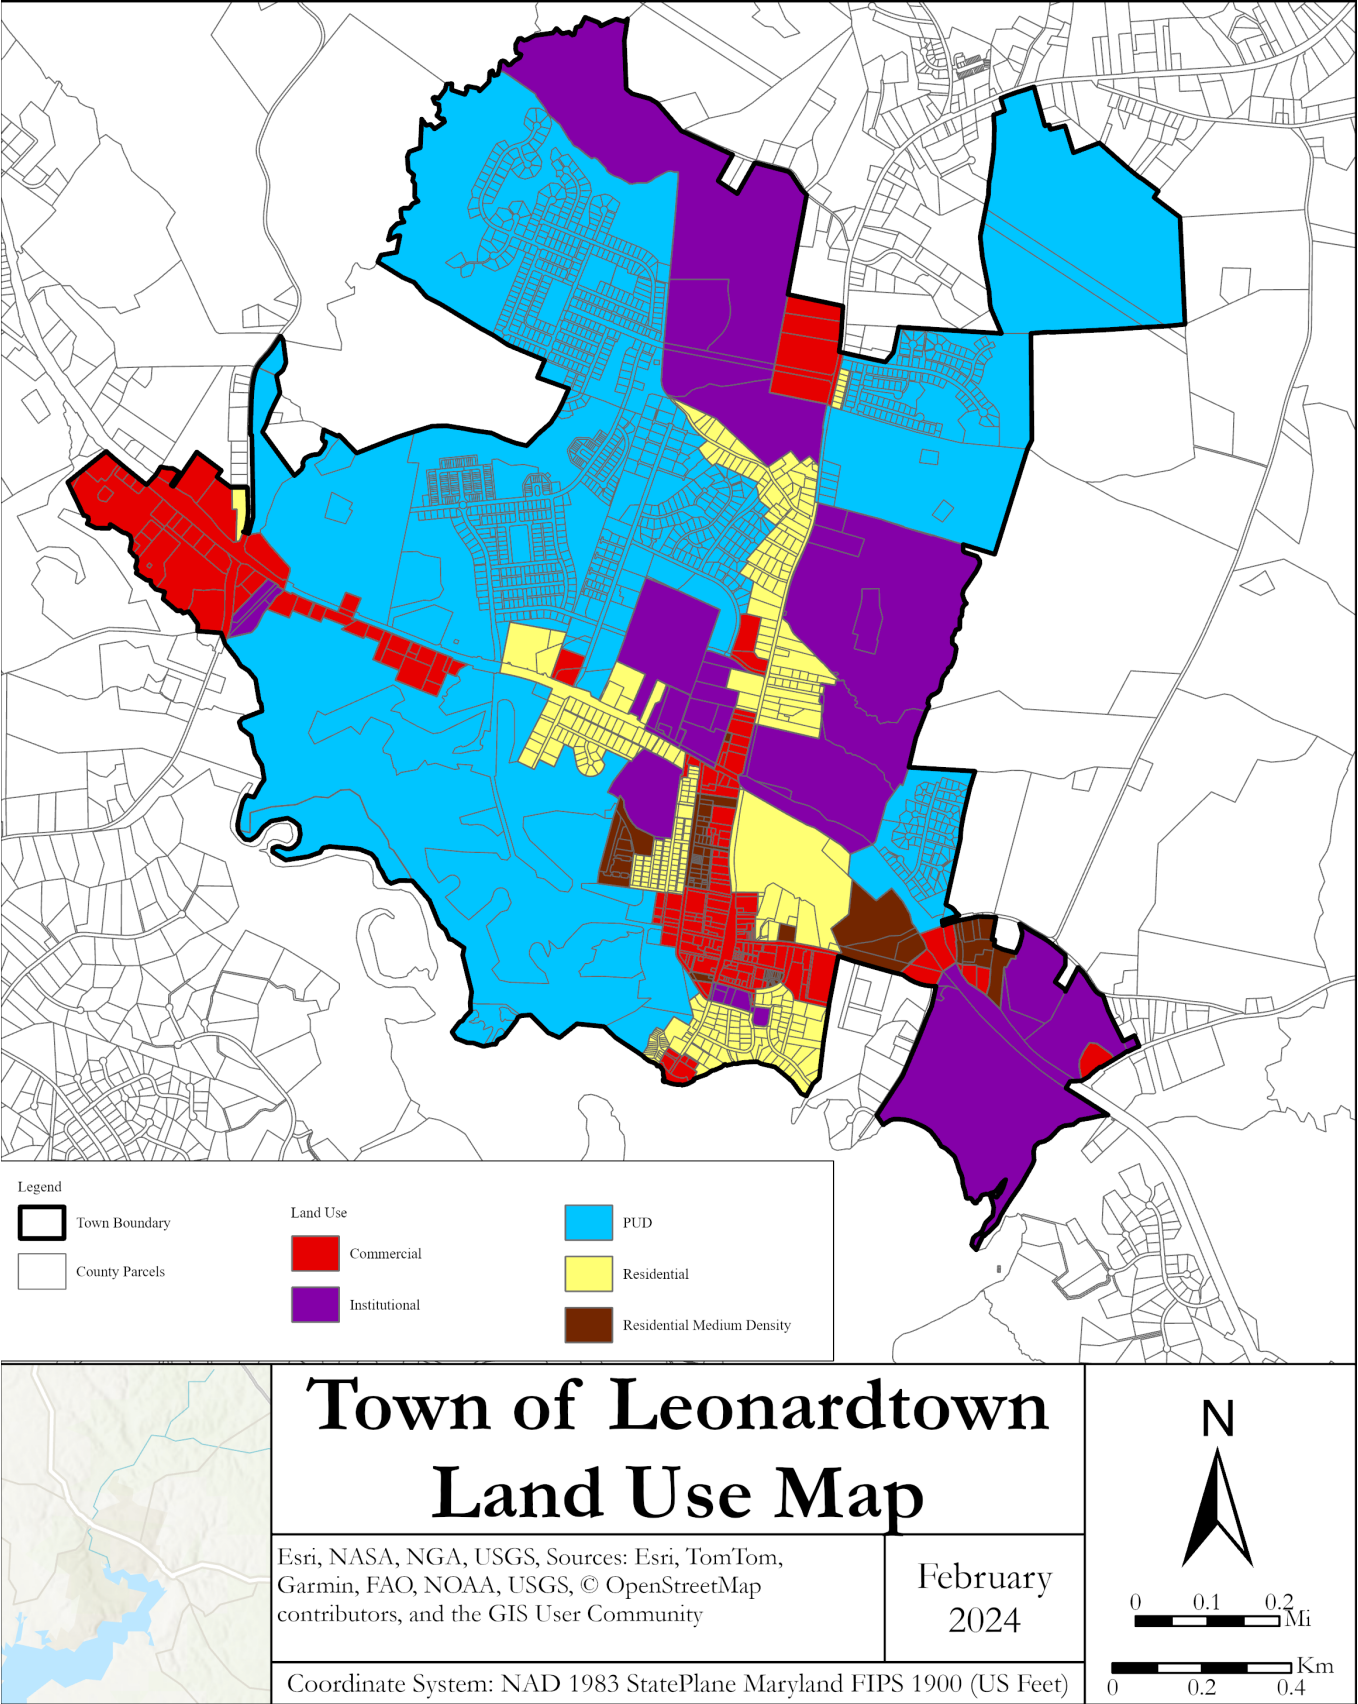 Legend
Town Boundary
County Parcels
Land Use
Commercial
Institutional
PUD
Residential
Residential Medium Density
Town of Leonardtown
Land Use Map
Esri, NASA, NGA, USGS, Sources: Esri, TomTom,
Garmin, FAO, NOAA, USGS, © OpenStreetMap
contributors, and the GIS User Community
February
2024
Coordinate System: NAD 1983 StatePlane Maryland FIPS 1900 (US Feet)
N
0 0.1 0.2
Mi
Km
0 0.2 0.4